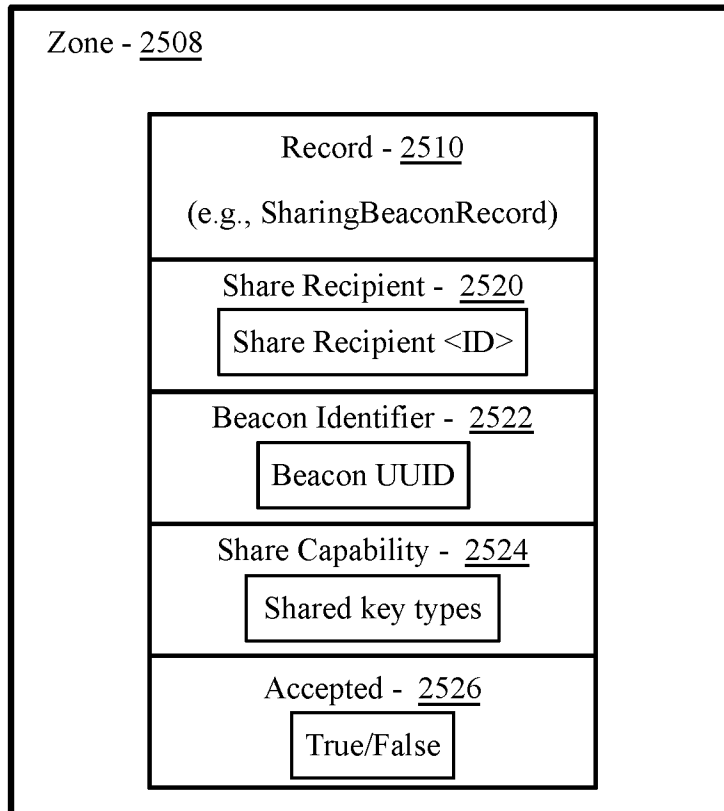 Zone - 2508
Record - 2510
(e.g., SharingBeaconRecord)
Share Recipient - 2520
Share Recipient <ID>
Beacon Identifier - 2522
Beacon UUID
Share Capability - 2524
Shared key types
Accepted - 2526
True/False